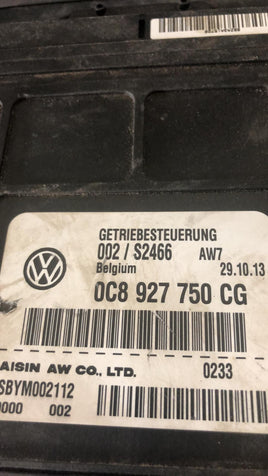 GETRIEBESTEUERUNG
002 / S2466 AW7
Belgium 29.10.13
0C8 927 750 CG
AISIN AW CO., LTD. 0233
SBYM002112
0000 002